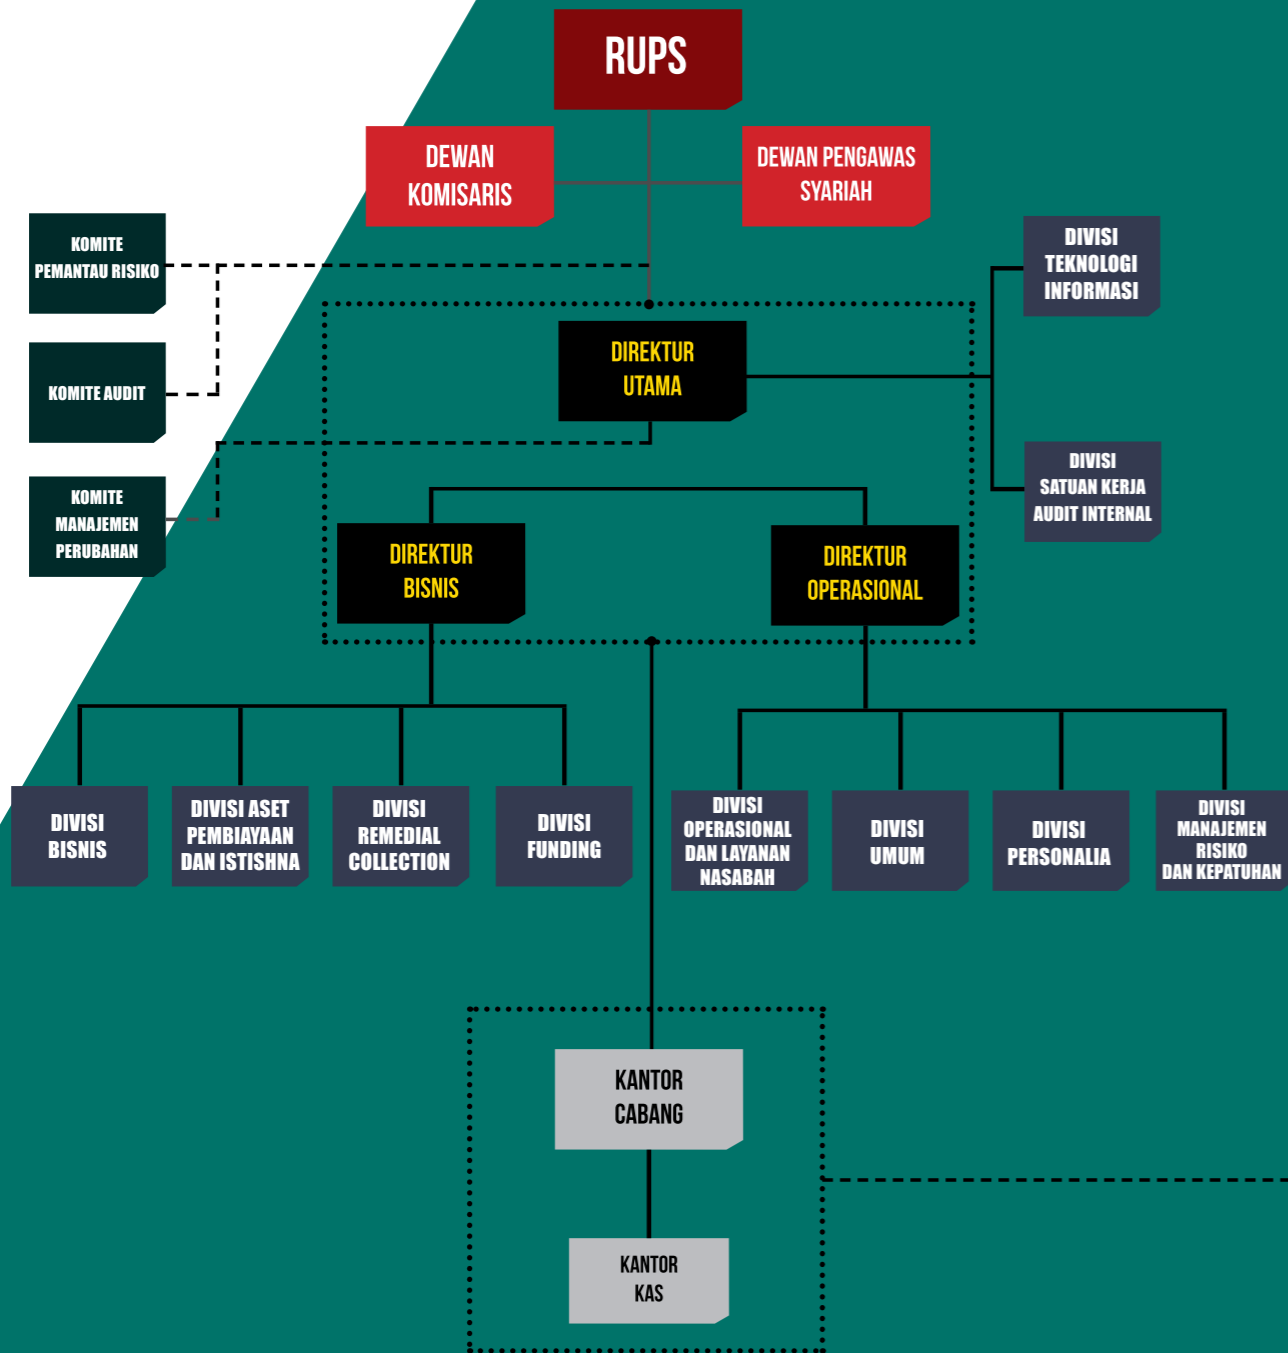 RUPS
DEWAN
KOMISARIS
DEWAN PENGAWAS
SYARIAH
KOMITE
PEMANTAU RISIKO
DIVISI
TEKNOLOGI
INFORMASI
DIREKTUR
UTAMA
KOMITE AUDIT
DIVISI
SATUAN KERJA
AUDIT INTERNAL
KOMITE
MANAJEMEN
PERUBAHAN
DIREKTUR
BISNIS
DIREKTUR
OPERASIONAL
DIVISI
BISNIS
DIVISI ASET
PEMBIAYAAN
DAN ISTISHNA
DIVISI
REMEDIAL
COLLECTION
DIVISI
FUNDING
DIVISI
OPERASIONAL
DAN LAYANAN
NASABAH
DIVISI
UMUM
DIVISI
PERSONALIA
DIVISI
MANAJEMEN
RISIKO
DAN KEPATUHAN
KANTOR
CABANG
KANTOR
KAS